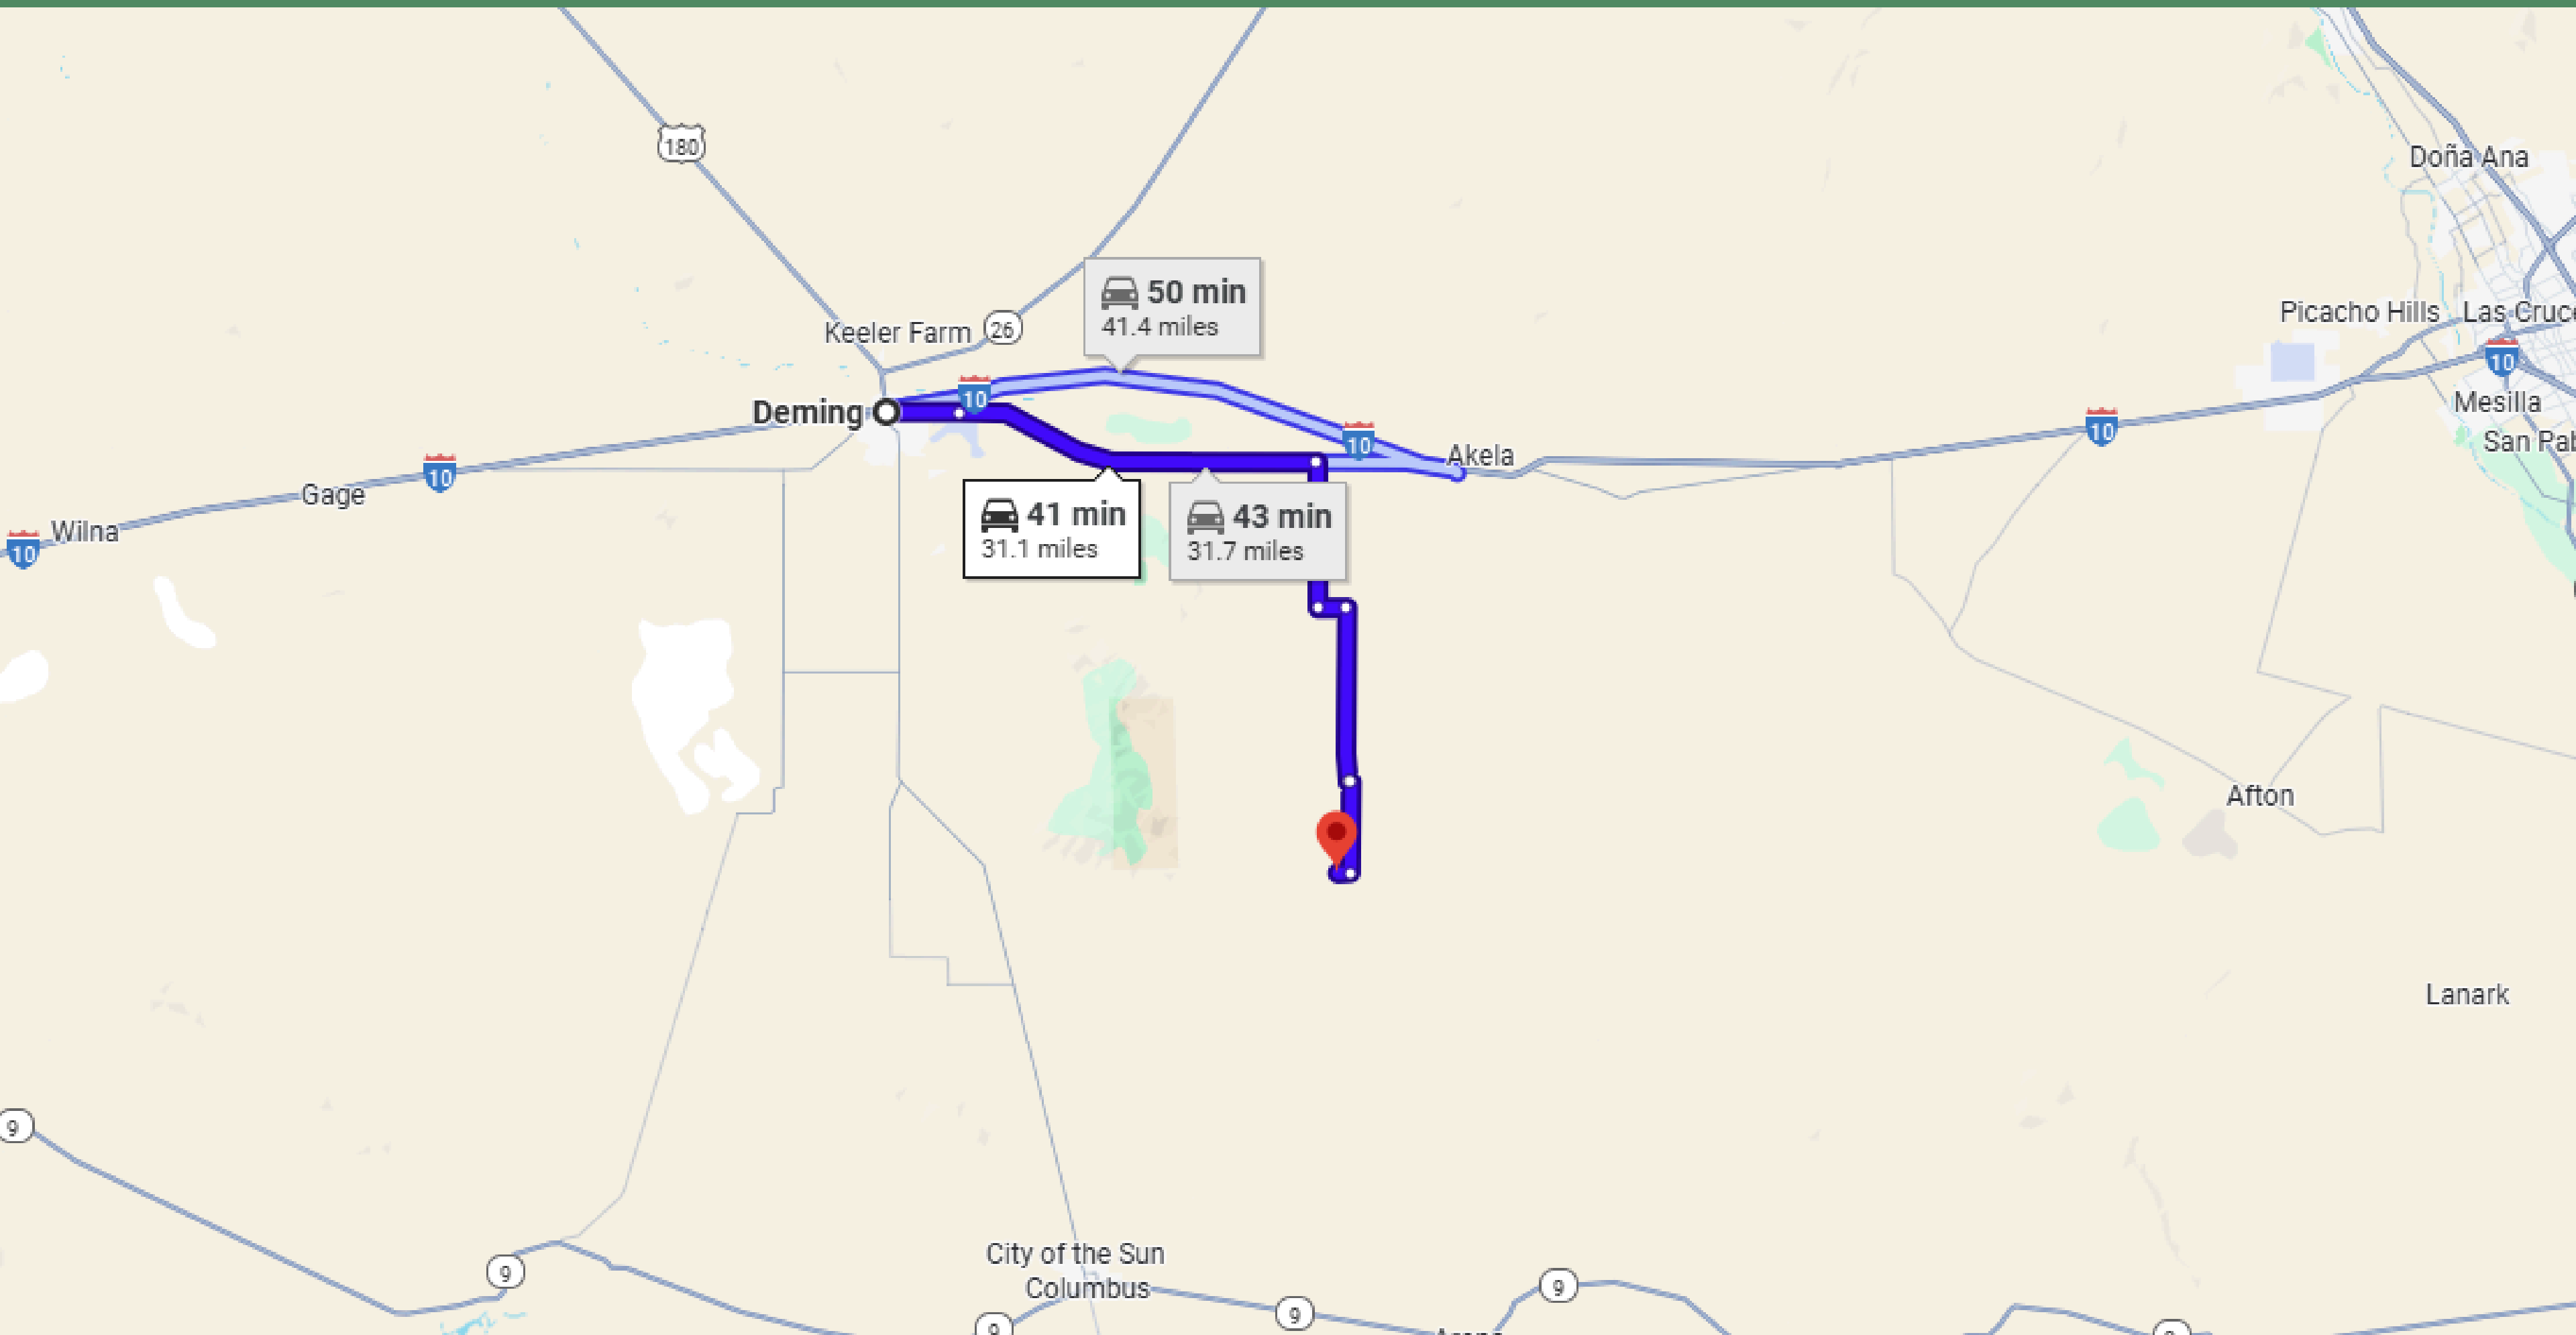 180
Doña Ana
50 min
41.4 miles
Picacho Hills
Las Cruce
Keeler Farm
26
10
10
Mesilla
Deming
10
10
San Pab
10
Akela
10
Gage
41 min
31.1 miles
43 min
31.7 miles
Wilna
10
Afton
Lanark
9
City of the Sun
9
Columbus
9
9
9